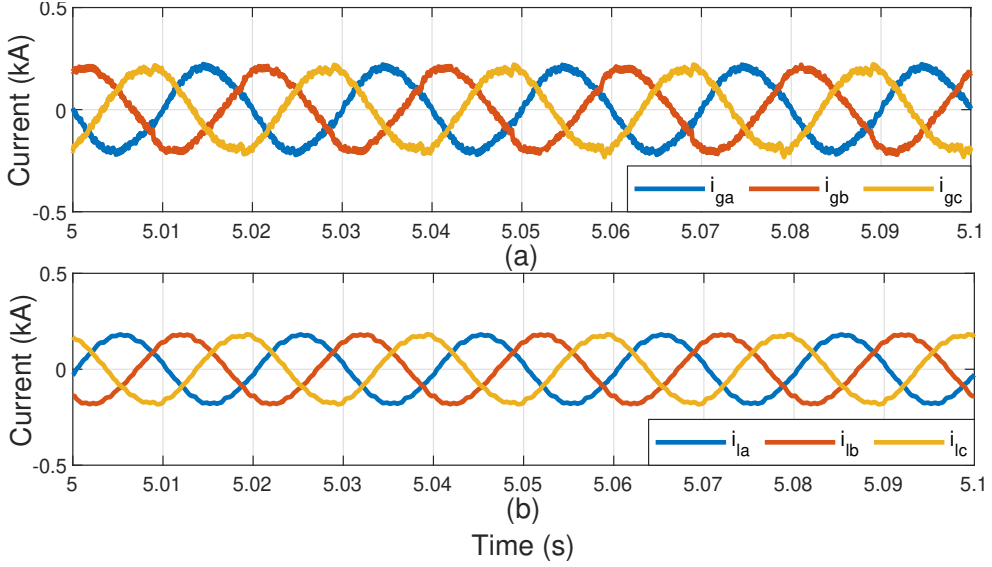 0.5
0
-0.5
Current (kA)
i_ga i_gb i_gc
5 5.01 5.02 5.03 5.04 5.05 5.06 5.07 5.08 5.09 5.1
(a)
0.5
0
-0.5
Current (kA)
i_la i_lb i_lc
5 5.01 5.02 5.03 5.04 5.05 5.06 5.07 5.08 5.09 5.1
(b)
Time (s)